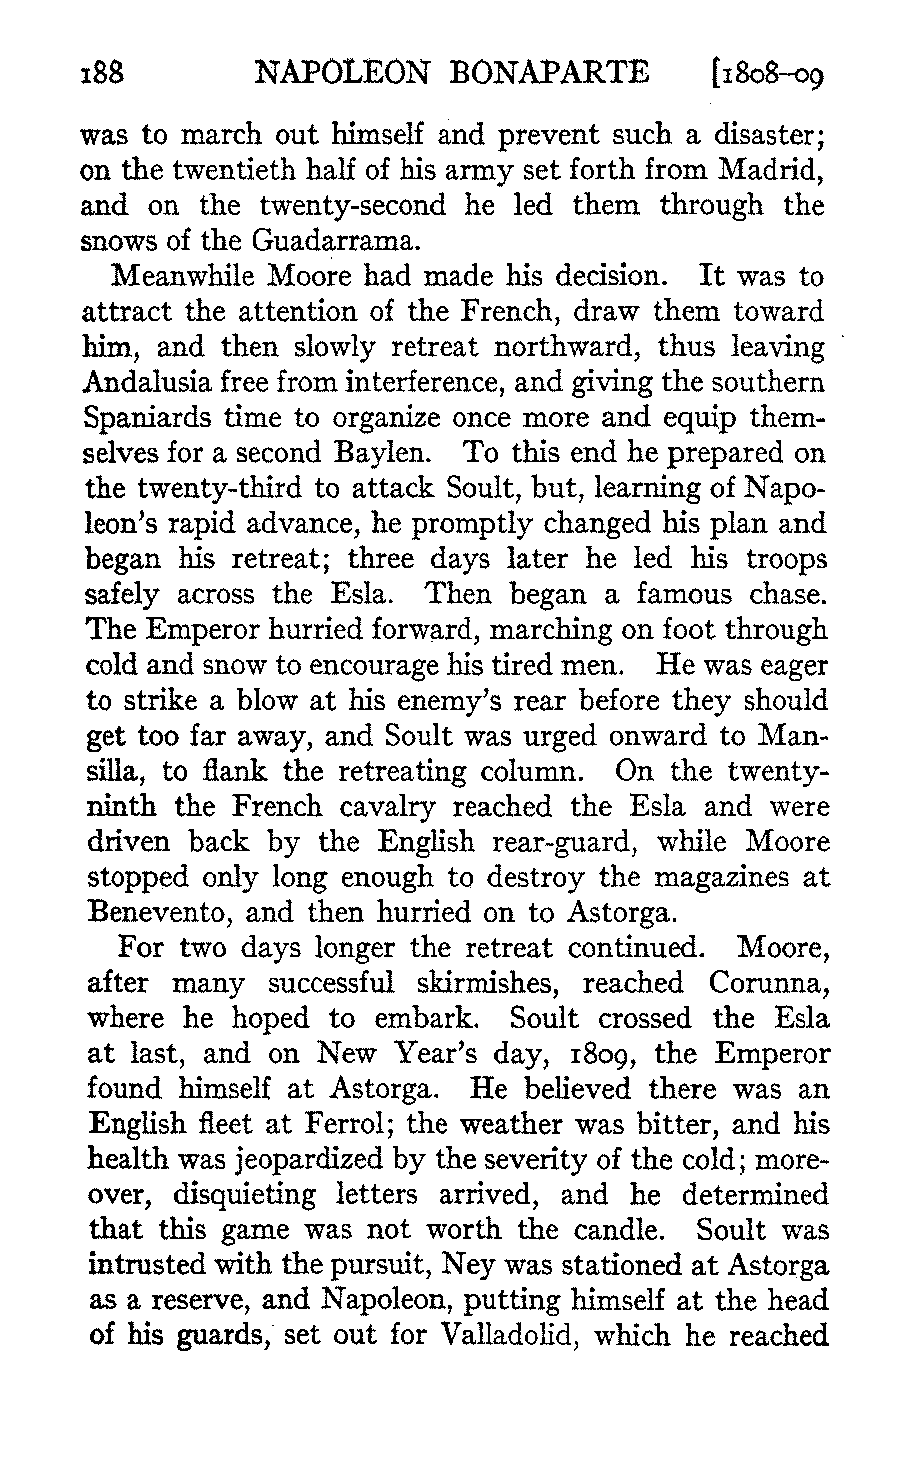 188 NAPOLEON BONAPARTE [1808–09
was to march out himself and prevent such a disaster;
on the twentieth half of his army set forth from Madrid,
and on the twenty-second he led them through the
snows of the Guadarrama.
Meanwhile Moore had made his decision. It was to
attract the attention of the French, draw them toward
him, and then slowly retreat northward, thus leaving
Andalusia free from interference, and giving the southern
Spaniards time to organize once more and equip them-
selves for a second Baylen. To this end he prepared on
the twenty-third to attack Soult, but, learning of Napo-
leon's rapid advance, he promptly changed his plan and
began his retreat; three days later he led his troops
safely across the Esla. Then began a famous chase.
The Emperor hurried forward, marching on foot through
cold and snow to encourage his tired men. He was eager
to strike a blow at his enemy's rear before they should
get too far away, and Soult was urged onward to Man-
silla, to flank the retreating column. On the twenty-
ninth the French cavalry reached the Esla and were
driven back by the English rear-guard, while Moore
stopped only long enough to destroy the magazines at
Benevento, and then hurried on to Astorga.
For two days longer the retreat continued. Moore,
after many successful skirmishes, reached Corunna,
where he hoped to embark. Soult crossed the Esla
at last, and on New Year's day, 1809, the Emperor
found himself at Astorga. He believed there was an
English fleet at Ferrol; the weather was bitter, and his
health was jeopardized by the severity of the cold; more-
over, disquieting letters arrived, and he determined
that this game was not worth the candle. Soult was
intrusted with the pursuit, Ney was stationed at Astorga
as a reserve, and Napoleon, putting himself at the head
of his guards, set out for Valladolid, which he reached